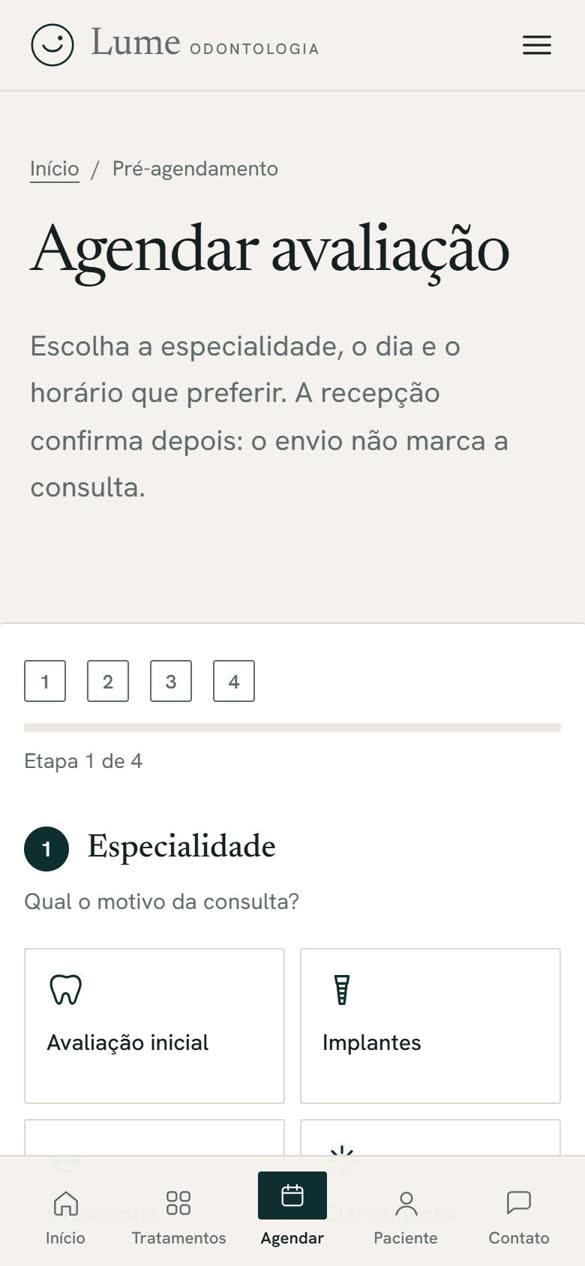 Lume ODONTOLOGIA
Início / Pré-agendamento
Agendar avaliação
Escolha a especialidade, o dia e o
horário que preferir. A recepção
confirma depois: o envio não marca a
consulta.
1 2 3 4
Etapa 1 de 4
1 Especialidade
Qual o motivo da consulta?
Avaliação inicial
Implantes
Início
Tratamentos
Agendar
Paciente
Contato